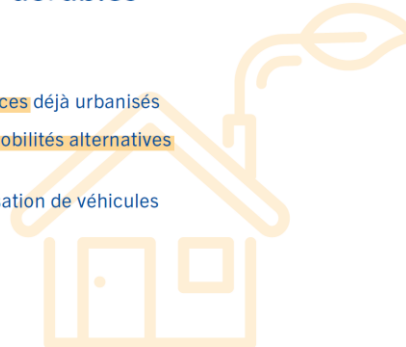 ces déjà urbanisés
obilités alternatives
ation de véhicules